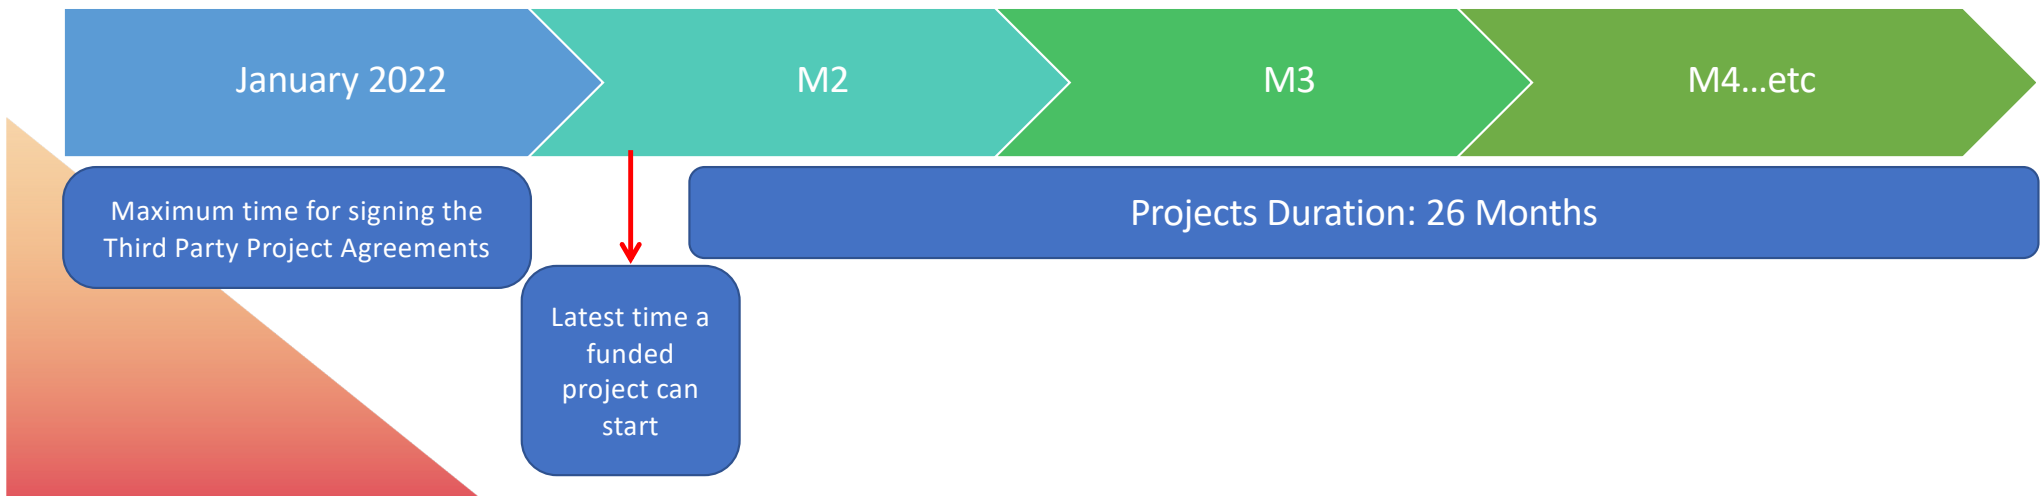 January 2022
M2
M3
M4...etc
Maximum time for signing the
Third Party Project Agreements
Projects Duration: 26 Months
Latest time a
funded
project can
start